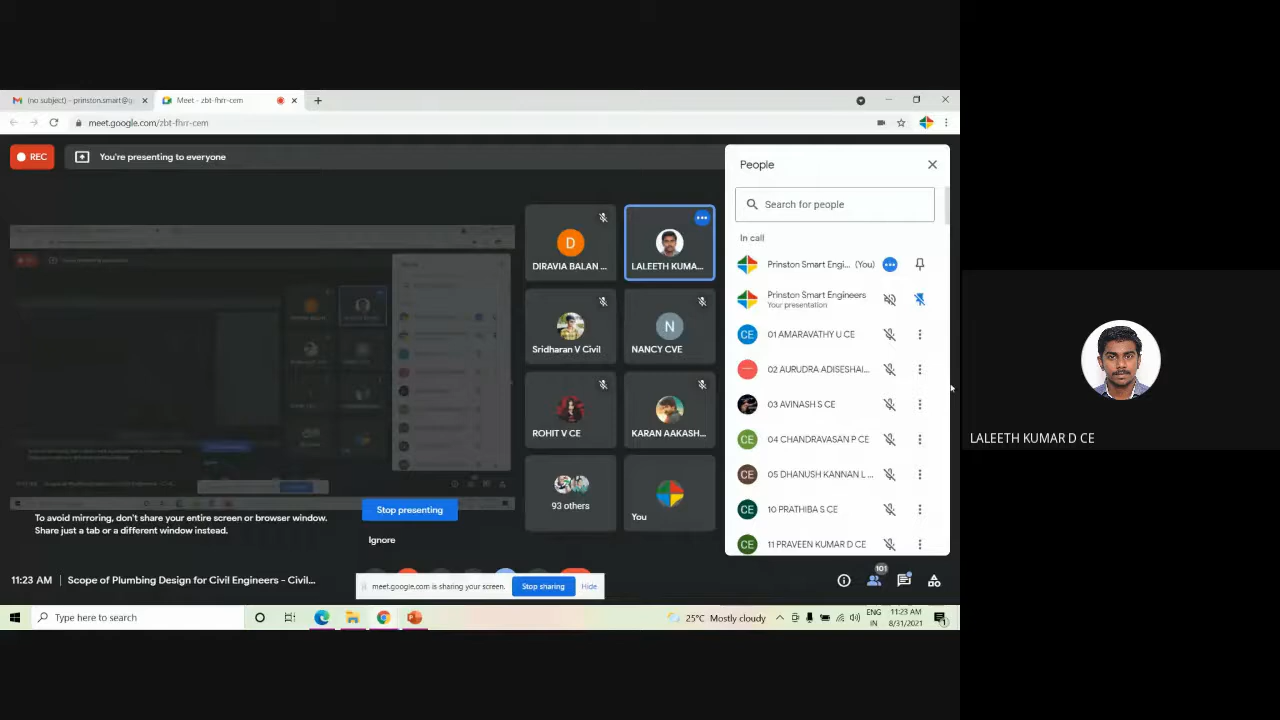 (no subject) - prinston.smart@g
Meet - zbt-fhrr-cem
meet.google.com/zbt-fhrr-cem
REC
You're presenting to everyone
People
Search for people
In call
Prinston Smart Engi... (You)
Prinston Smart Engineers
Your presentation
01 AMARAVATHY U CE
02 AURUDRA ADISESHAI...
03 AVINASH S CE
04 CHANDRAVASAN P CE
05 DHANUSH KANNAN L ...
10 PRATHIBA S CE
11 PRAVEEN KUMAR D CE
D
DIRAVIA BALAN ...
LALEETH KUMA...
Sridharan V Civil
N
NANCY CVE
ROHIT V CE
KARAN AAKASH...
93 others
You
CE
CE
CE
CE
CE
To avoid mirroring, don't share your entire screen or browser window.
Share just a tab or a different window instead.
Stop presenting
Ignore
11:23 AM | Scope of Plumbing Design for Civil Engineers - Civil...
101
meet.google.com is sharing your screen.
Stop sharing
Hide
Type here to search
25°C Mostly cloudy
ENG
IN
11:23 AM
8/31/2021
1
LALEETH KUMAR D CE